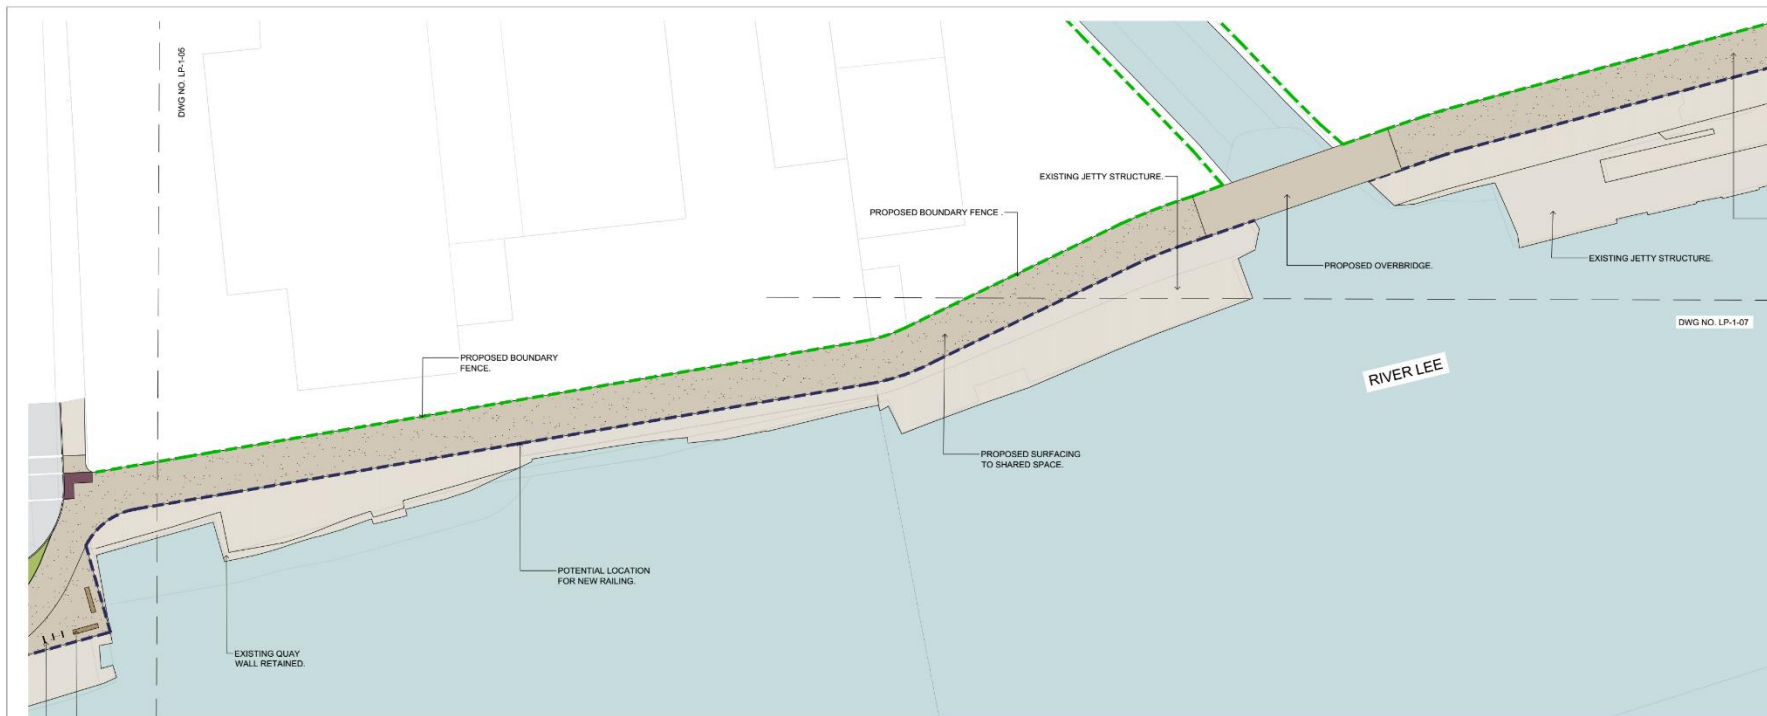 DWG NO. LP-1-05
EXISTING JETTY STRUCTURE.
PROPOSED BOUNDARY FENCE .
PROPOSED OVERBRIDGE.
EXISTING JETTY STRUCTURE.
DWG NO. LP-1-07
PROPOSED BOUNDARY
FENCE.
RIVER LEE
PROPOSED SURFACING
TO SHARED SPACE.
POTENTIAL LOCATION
FOR NEW RAILING.
EXISTING QUAY
WALL RETAINED.